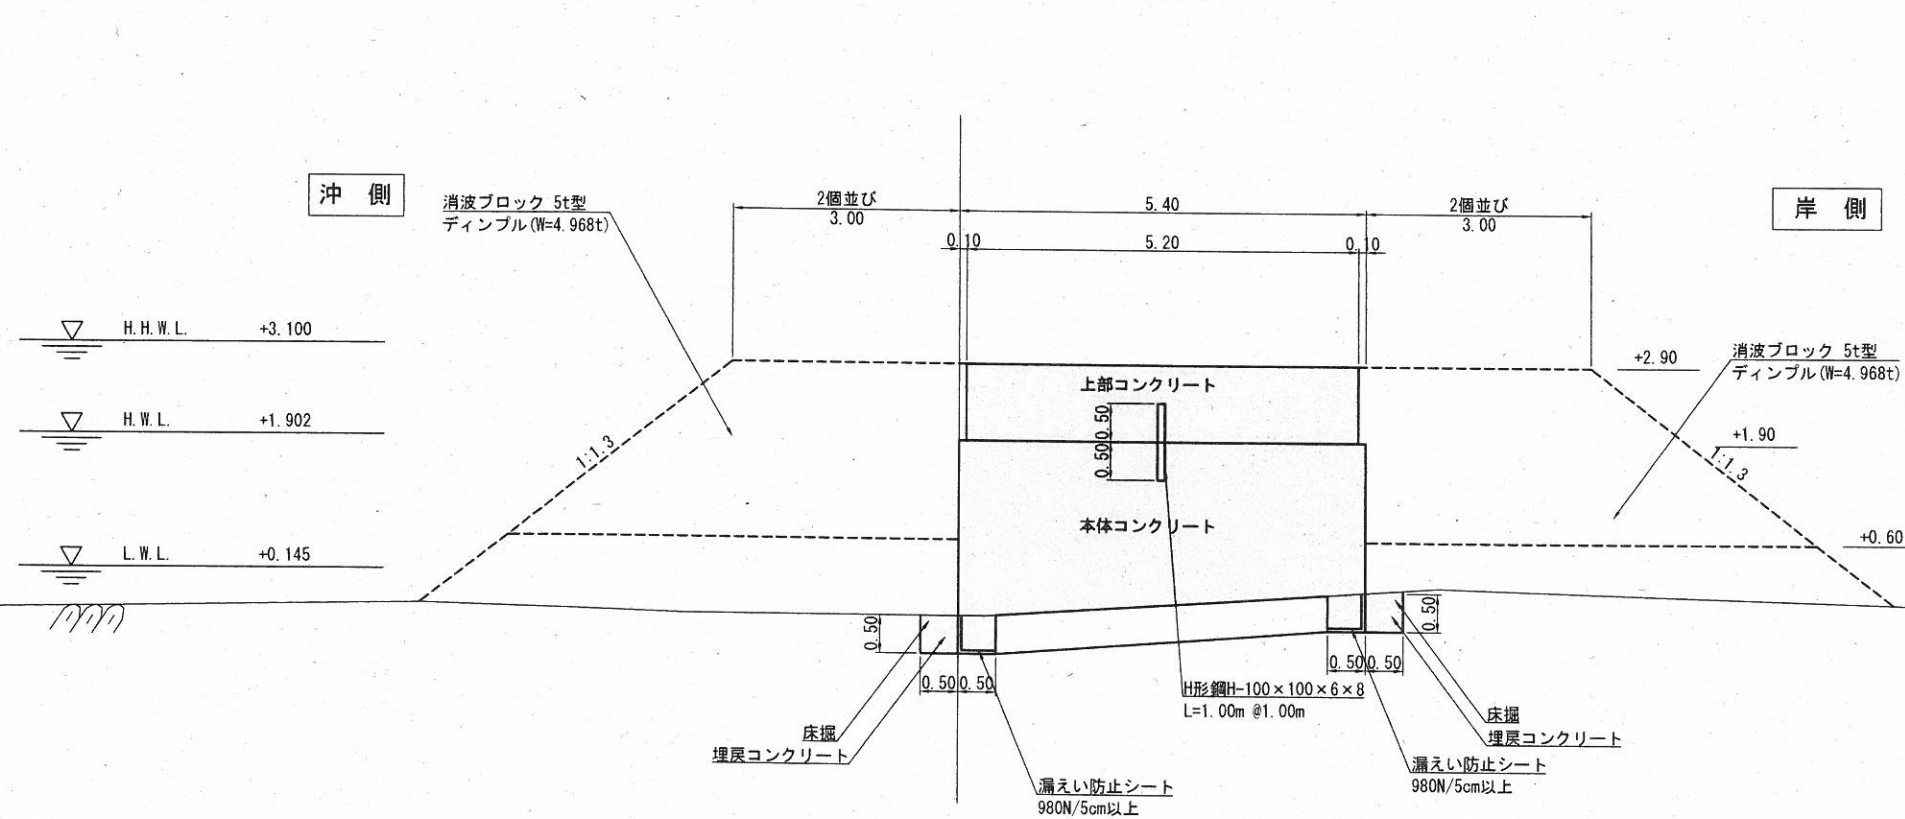 沖 側
消波ブロック 5t型
ディンプル(W=4.968t)
2個並び
3.00
5.40
2個並び
3.00
岸 側
0.10
5.20
0.10
H.H.W.L. +3.100
H.W.L. +1.902
L.W.L. +0.145
+2.90
消波ブロック 5t型
ディンプル(W=4.968t)
上部コンクリート
0.50
0.50
1:1.3
+1.90
1:1.3
本体コンクリート
+0.60
0.50
0.50
0.50
0.50
0.50
0.50
H形鋼H-100×100×6×8
L=1.00m @1.00m
床掘
埋戻コンクリート
床掘
埋戻コンクリート
漏えい防止シート
980N/5cm以上
漏えい防止シート
980N/5cm以上